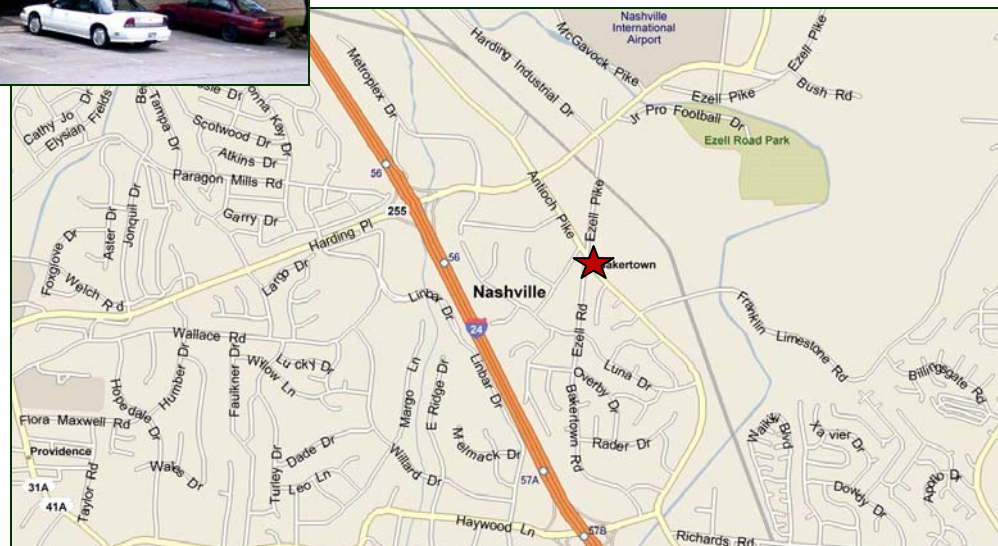 Nashville
International
Airport
McGavock Pike
Harding Industrial Dr
Ezell Pike
Metroplex Dr
Ezell Pike
Bush Rd
Jr Pro Football Dr
Ezell Road Park
Cathy Jo Dr
Elysian Fields
Tampa Dr
Scotwood Dr
Atkins Dr
Paragon Mills Rd
Garry Dr
56
255
Harding Pl
Antioch Pike
Ezell Pike
Aster Dr
Jonquil Dr
Foxglove Dr
Welch Rd
Largo Dr
56
Linbar Dr
Nashville
24
Franklin
Limestone Rd
Wallace Rd
Humber Dr
Faulkner Dr
Willow Ln
Lucky Dr
Margo Ln
E Ridge Dr
Linbar Dr
Ezell Rd
Luna Dr
Overby Dr
Bakertown Rd
Rader Dr
Billingsgate Rd
Hopedale Dr
Flora Maxwell Rd
Providence
31A
41A
Taylor Rd
Wales Dr
Turley Dr
Dade Dr
Leo Ln
Willard Dr
Melmack Dr
57A
Haywood Ln
57B
Richards Rd
Blvd
Xavier Dr
Dowdy Dr
Apollo Dr